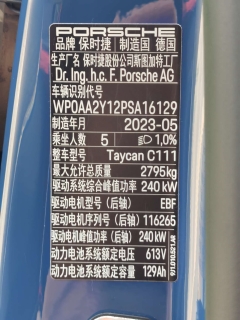 PORSCHE
品牌 保时捷 制造国 德国
生产厂名 保时捷股份公司斯图加特工厂
Dr. Ing. h.c. F. Porsche AG
车辆识别代号
WP0AA2Y12PSA16129
制造年月 2023-05
乘坐人数 5 1,0%
整车型号 Taycan C111
最大允许总质量 2795kg
驱动系统综合峰值功率 240 kW
驱动电机型号（后轴） EBF
驱动电机序列号（后轴） 116265
驱动电机峰值功率（后轴） 240 kW
动力电池系统额定电压 613V
动力电池系统额定容量 129Ah